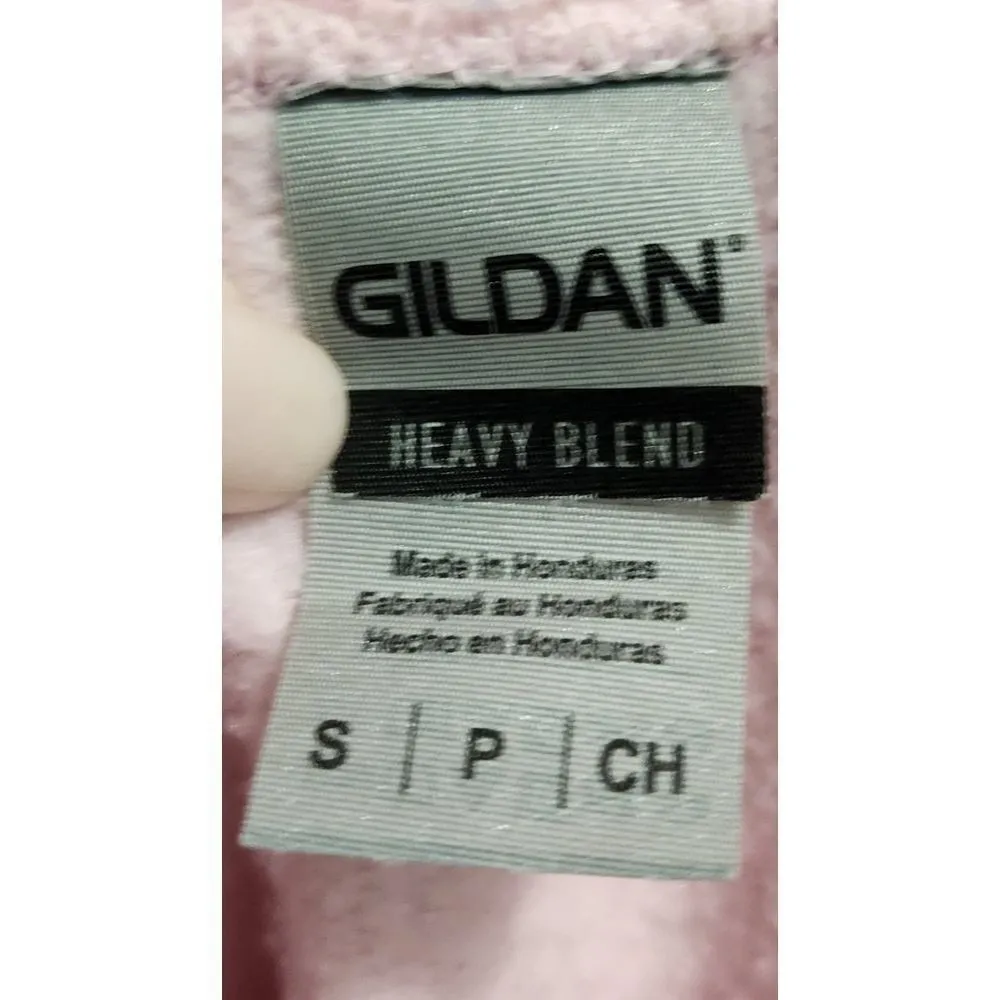 GILDAN®
HEAVY BLEND
Made in Honduras
Fabriqué au Honduras
Hecho en Honduras
S | P | CH